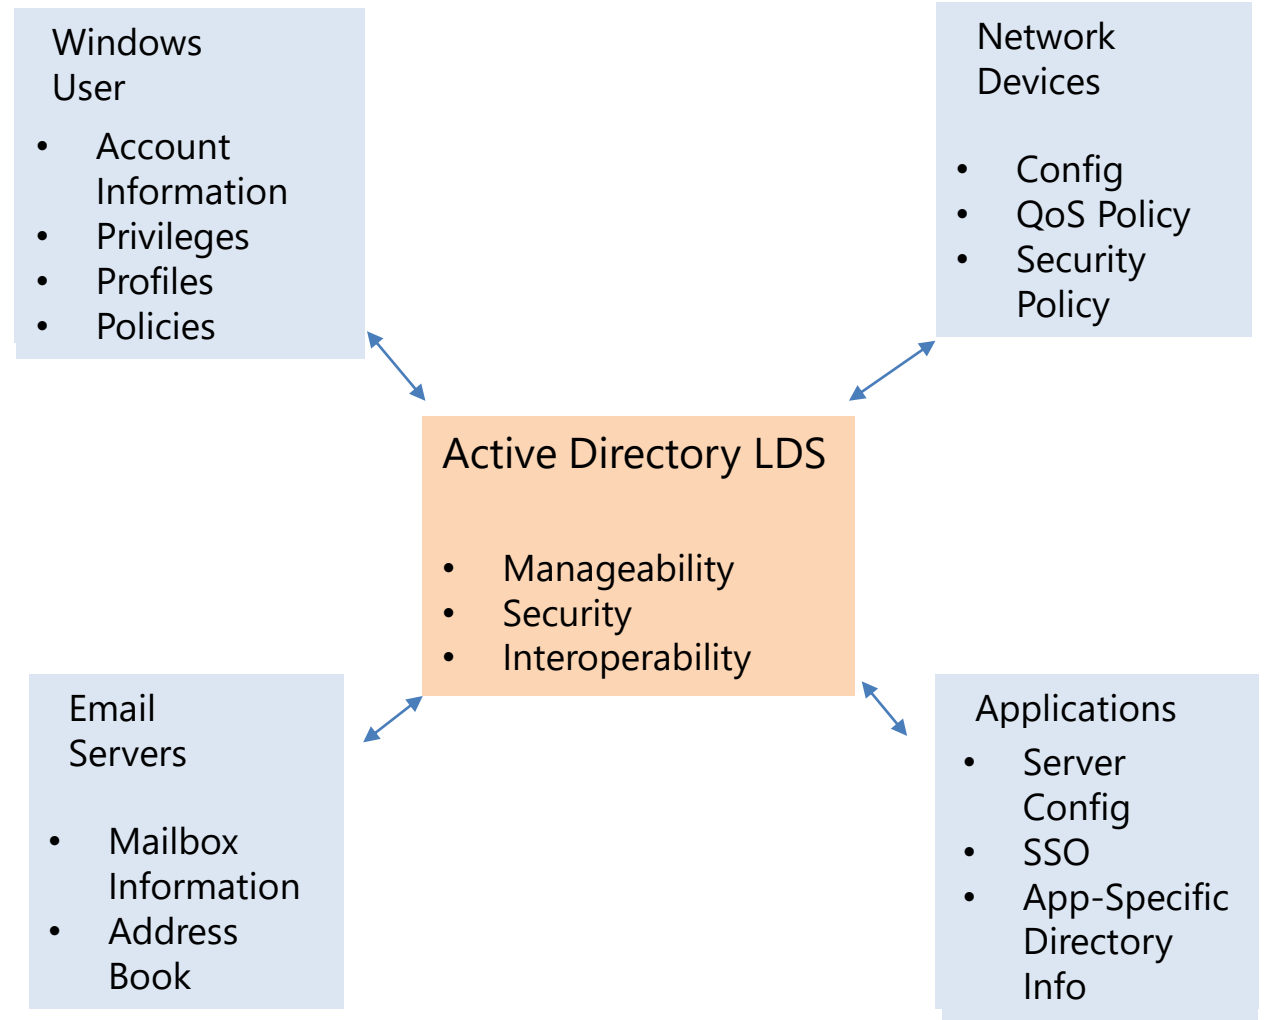 Windows
User
• Account
Information
• Privileges
• Profiles
• Policies
Network
Devices
• Config
• QoS Policy
• Security
Policy
Active Directory LDS
• Manageability
• Security
• Interoperability
Email
Servers
• Mailbox
Information
• Address
Book
Applications
• Server
Config
• SSO
• App-Specific
Directory
Info